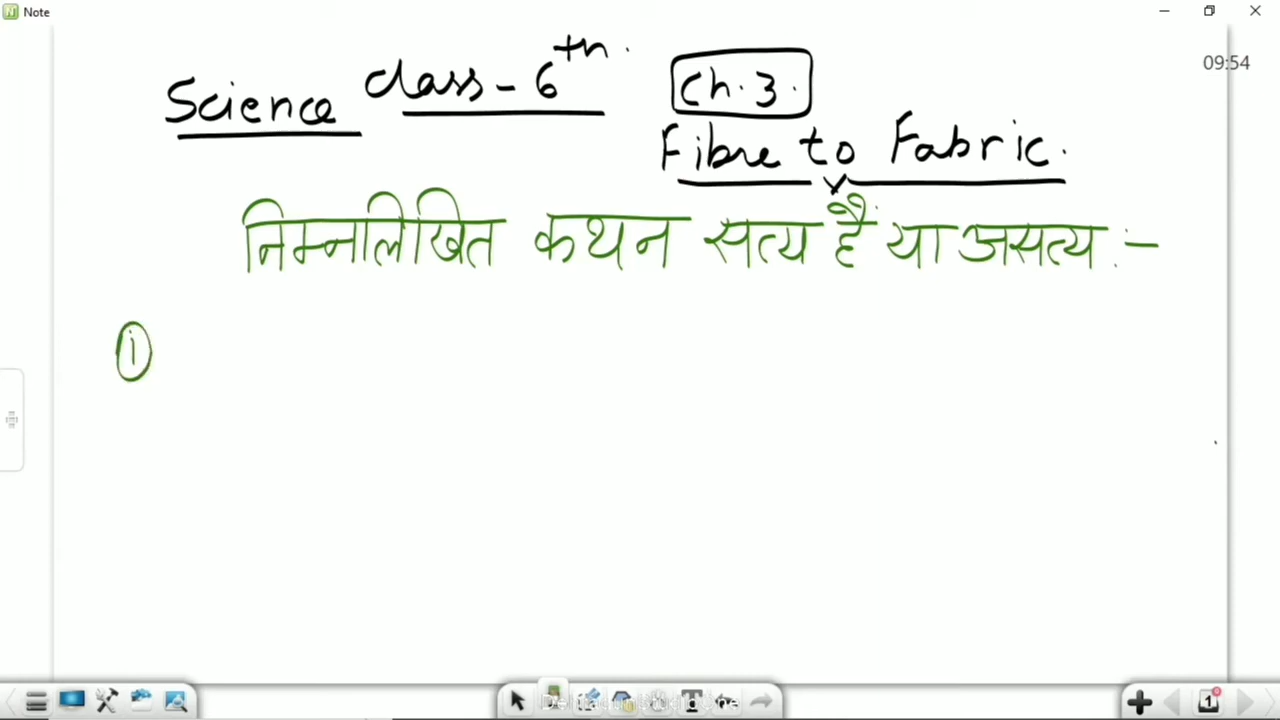 Note
09:54
Science class-6th. Ch.3.
Fibre to Fabric.
निम्नलिखित कथन सत्य हैं या असत्य :-
i
1